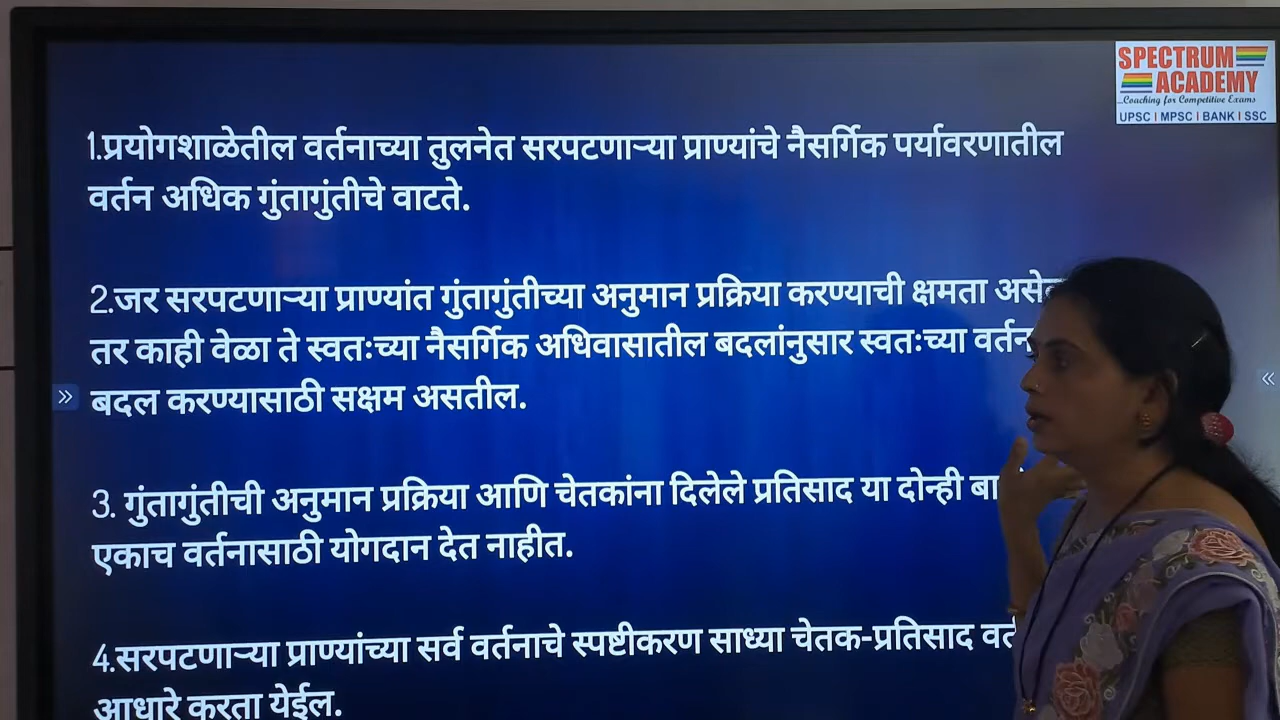 SPECTRUM
ACADEMY
...Coaching for Competitive Exams
UPSC | MPSC | BANK | SSC
1.प्रयोगशाळेतील वर्तनाच्या तुलनेत सरपटणाऱ्या प्राण्यांचे नैसर्गिक पर्यावरणातील
वर्तन अधिक गुंतागुंतीचे वाटते.
2.जर सरपटणाऱ्या प्राण्यांत गुंतागुंतीच्या अनुमान प्रक्रिया करण्याची क्षमता
तर काही वेळा ते स्वतःच्या नैसर्गिक अधिवासातील बदलांनुसार स्वतःच्या
बदल करण्यासाठी सक्षम असतील.
3. गुंतागुंतीची अनुमान प्रक्रिया आणि चेतकांना दिलेले प्रतिसाद या दोन्ही
एकाच वर्तनासाठी योगदान देत नाहीत.
4.सरपटणाऱ्या प्राण्यांच्या सर्व वर्तनाचे स्पष्टीकरण साध्या चेतक-प्रतिसाद
आधारे करता येईल.